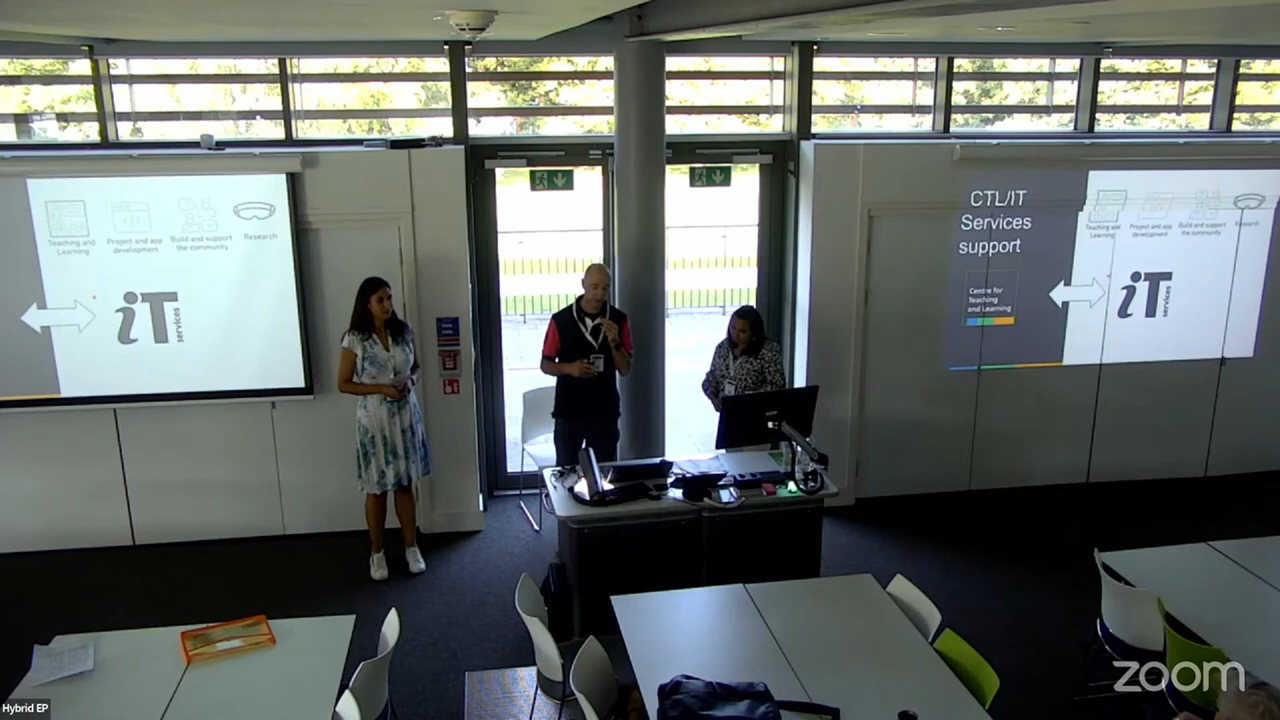 Teaching and
Learning
Project and app
development
Build and support
the community
Research
iT
services
CTL/IT
Services
support
Centre for
Teaching
and Learning
Teaching and
Learning
Project and app
development
Build and support
the community
Research
iT
services
zoom
Hybrid EP